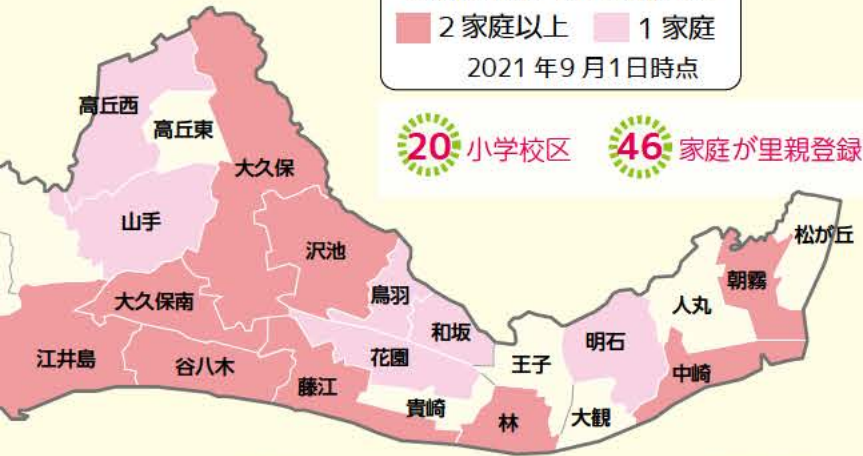 2家庭以上
1家庭
2021年9月1日時点
20 小学校区
46 家庭が里親登録
高丘西
高丘東
大久保
山手
沢池
松が丘
朝霧
鳥羽
大久保南
人丸
和坂
明石
江井島
谷八木
花園
王子
中崎
藤江
貴崎
林
大観